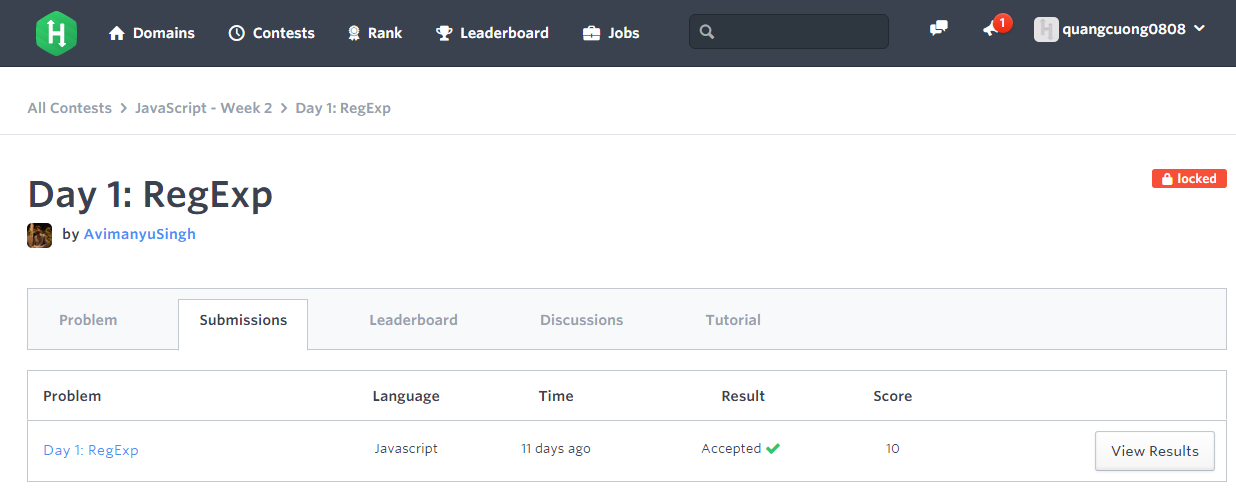 H Domains Contests Rank Leaderboard Jobs 1 quangcuong0808
All Contests > JavaScript - Week 2 > Day 1: RegExp
Day 1: RegExp locked
by AvimanyuSingh
Problem Submissions Leaderboard Discussions Tutorial
Problem Language Time Result Score
Day 1: RegExp Javascript 11 days ago Accepted 10 View Results